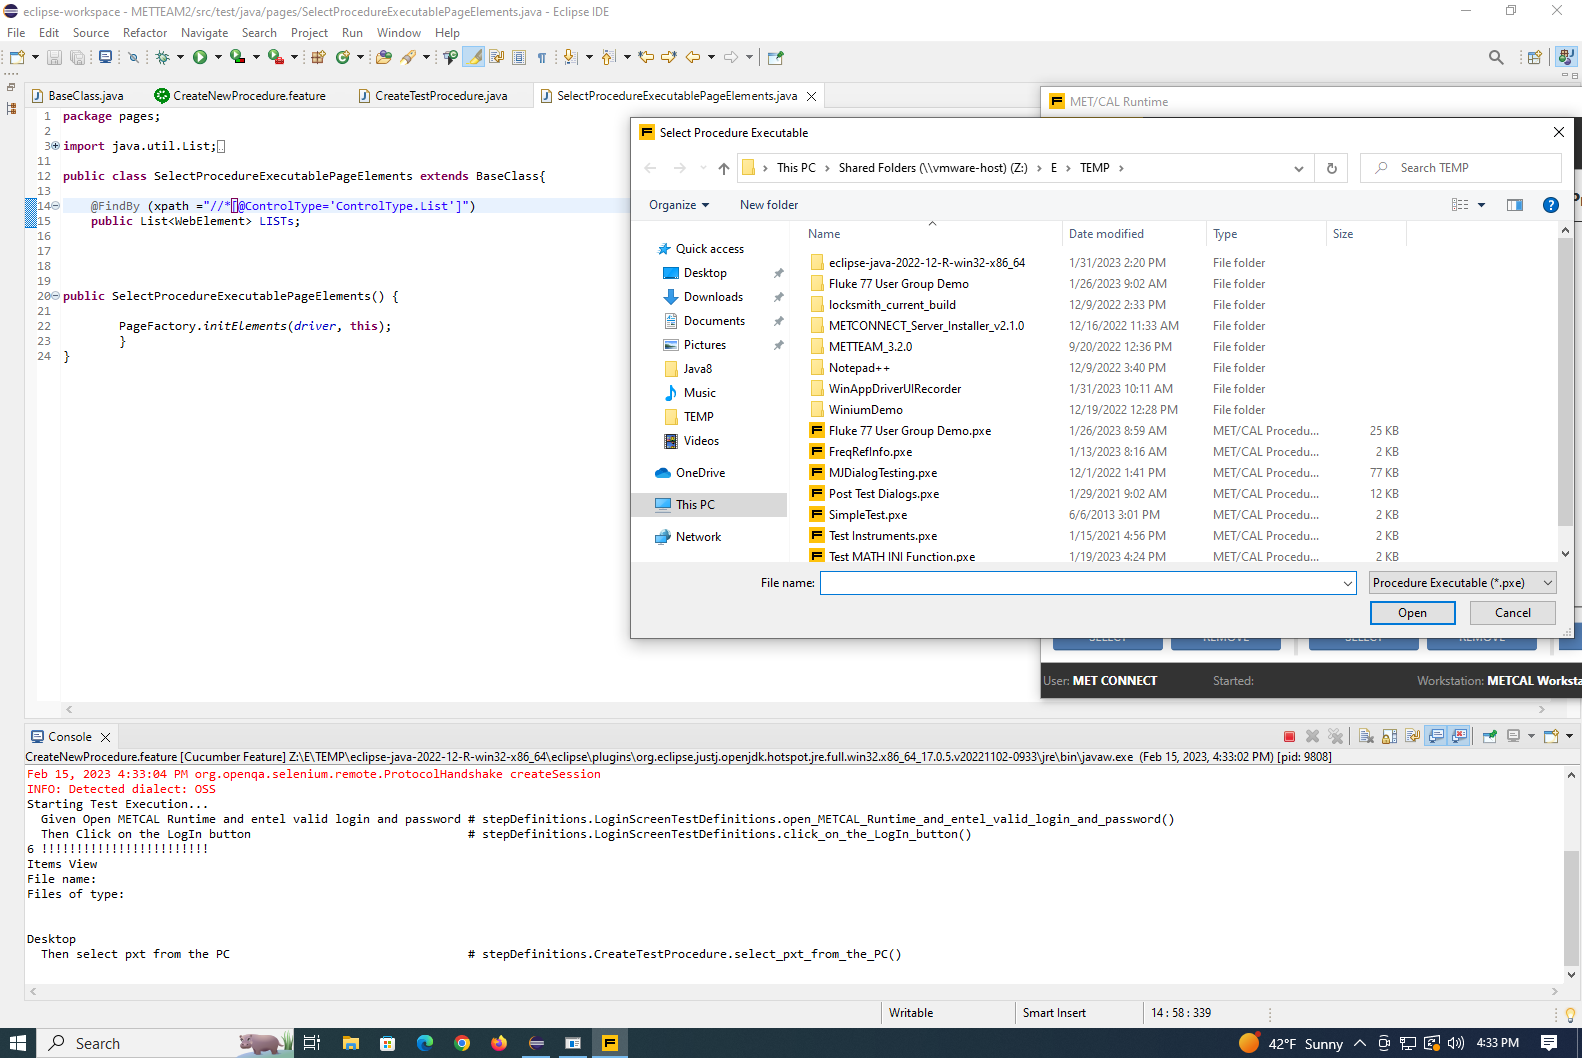 eclipse-workspace - METTEAM2/src/test/java/pages/SelectProcedureExecutablePageElements.java - Eclipse IDE
File Edit Source Refactor Navigate Search Project Run Window Help
BaseClass.java CreateNewProcedure.feature CreateTestProcedure.java SelectProcedureExecutablePageElements.java
1 package pages;
2
3 import java.util.List;
11
12 public class SelectProcedureExecutablePageElements extends BaseClass{
13
14 @FindBy (xpath ="//*[@ControlType='ControlType.List']")
15 public List<WebElement> LISTs;
16
17
18
19
20 public SelectProcedureExecutablePageElements() {
21
22 PageFactory.initElements(driver, this);
23 }
24 }
MET/CAL Runtime
Select Procedure Executable
This PC > Shared Folders (\\vmware-host) (Z:) > E > TEMP >
Search TEMP
Organize New folder
Quick access
Desktop
Downloads
Documents
Pictures
Java8
Music
TEMP
Videos
OneDrive
This PC
Network
Name Date modified Type Size
eclipse-java-2022-12-R-win32-x86_64 1/31/2023 2:20 PM File folder
Fluke 77 User Group Demo 1/26/2023 9:02 AM File folder
locksmith_current_build 12/9/2022 2:33 PM File folder
METCONNECT_Server_Installer_v2.1.0 12/16/2022 11:33 AM File folder
METTEAM_3.2.0 9/20/2022 12:36 PM File folder
Notepad++ 12/9/2022 3:40 PM File folder
WinAppDriverUIRecorder 1/31/2023 10:11 AM File folder
WiniumDemo 12/19/2022 12:28 PM File folder
Fluke 77 User Group Demo.pxe 1/26/2023 8:59 AM MET/CAL Procedu... 25 KB
FreqRefInfo.pxe 1/13/2023 8:16 AM MET/CAL Procedu... 2 KB
MJDialogTesting.pxe 12/1/2022 1:41 PM MET/CAL Procedu... 77 KB
Post Test Dialogs.pxe 1/29/2021 9:02 AM MET/CAL Procedu... 12 KB
SimpleTest.pxe 6/6/2013 3:01 PM MET/CAL Procedu... 2 KB
Test Instruments.pxe 1/15/2021 4:56 PM MET/CAL Procedu... 2 KB
Test MATH INI Function.pxe 1/19/2023 4:24 PM MET/CAL Procedu... 2 KB
File name: Procedure Executable (*.pxe)
Open Cancel
SELECT REMOVE SELECT REMOVE
User: MET CONNECT Started: Workstation: METCAL Worksta
Console
CreateNewProcedure.feature [Cucumber Feature] Z:\E\TEMP\eclipse-java-2022-12-R-win32-x86_64\eclipse\plugins\org.eclipse.justj.openjdk.hotspot.jre.full.win32.x86_64_17.0.5.v20221102-0933\jre\bin\javaw.exe (Feb 15, 2023, 4:33:02 PM) [pid: 9808]
Feb 15, 2023 4:33:04 PM org.openqa.selenium.remote.ProtocolHandshake createSession
INFO: Detected dialect: OSS
Starting Test Execution...
Given Open METCAL Runtime and entel valid login and password # stepDefinitions.LoginScreenTestDefinitions.open_METCAL_Runtime_and_entel_valid_login_and_password()
Then Click on the LogIn button # stepDefinitions.LoginScreenTestDefinitions.click_on_the_LogIn_button()
6 !!!!!!!!!!!!!!!!!!!!!!!!
Items View
File name:
Files of type:
Desktop
Then select pxt from the PC # stepDefinitions.CreateTestProcedure.select_pxt_from_the_PC()
Writable Smart Insert 14 : 58 : 339
Search 42°F Sunny 4:33 PM